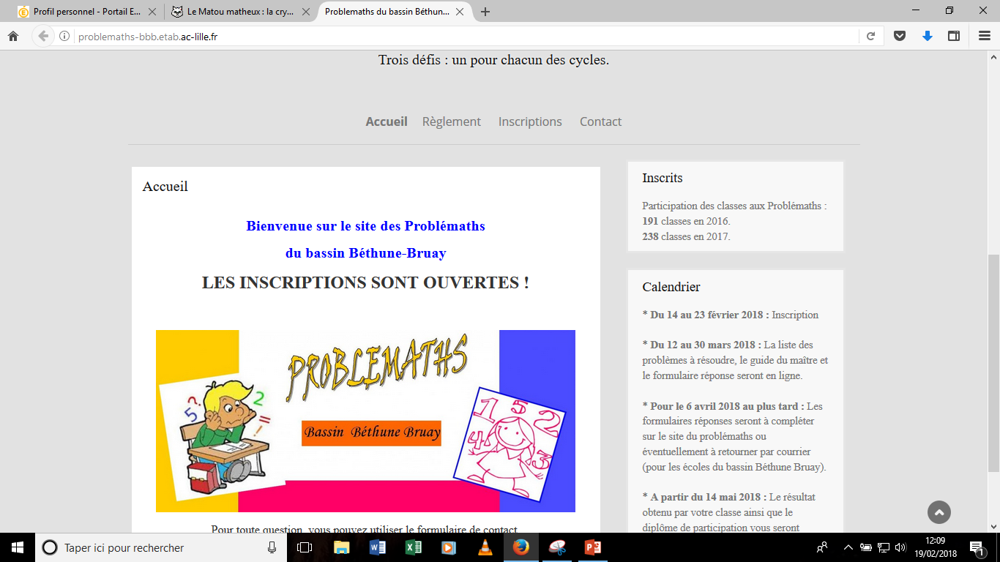 Profil personnel - Portail E...
Le Matou matheux : la cry...
Problemaths du bassin Béthun...
problemaths-bbb.etab.ac-lille.fr
Trois défis : un pour chacun des cycles.
Accueil Règlement Inscriptions Contact
Accueil
Bienvenue sur le site des Problémaths
du bassin Béthune-Bruay
LES INSCRIPTIONS SONT OUVERTES !
PROBLEMATHS
Bassin Béthune Bruay
5 ? 2 = !
1 5 2
4
3
Pour toute question, vous pouvez utiliser le formulaire de contact
Inscrits
Participation des classes aux Problémaths :
191 classes en 2016.
238 classes en 2017.
Calendrier
* Du 14 au 23 février 2018 : Inscription
* Du 12 au 30 mars 2018 : La liste des
problèmes à résoudre, le guide du maître et
le formulaire réponse seront en ligne.
* Pour le 6 avril 2018 au plus tard : Les
formulaires réponses seront à compléter
sur le site du problémaths ou
éventuellement à retourner par courrier
(pour les écoles du bassin Béthune Bruay).
* A partir du 14 mai 2018 : Le résultat
obtenu par votre classe ainsi que le
diplôme de participation vous seront
Taper ici pour rechercher
12:09
19/02/2018
1